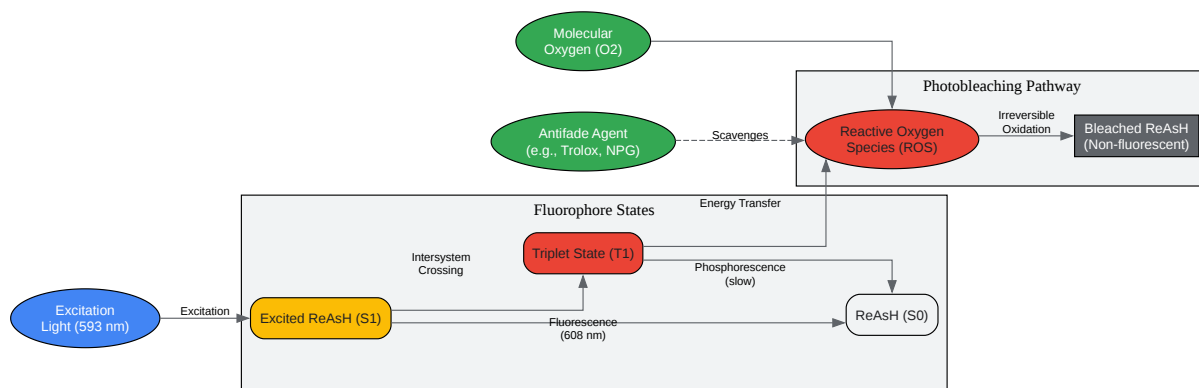 Molecular
Oxygen (O2)
Photobleaching Pathway
Antifade Agent
(e.g., Trolox, NPG)
Scavenges
Reactive Oxygen
Species (ROS)
Irreversible
Oxidation
Bleached ReAsH
(Non-fluorescent)
Energy Transfer
Fluorophore States
Intersystem
Crossing
Triplet State (T1)
Phosphorescence
(slow)
Excitation
Light (593 nm)
Excitation
Excited ReAsH (S1)
Fluorescence
(608 nm)
ReAsH (S0)